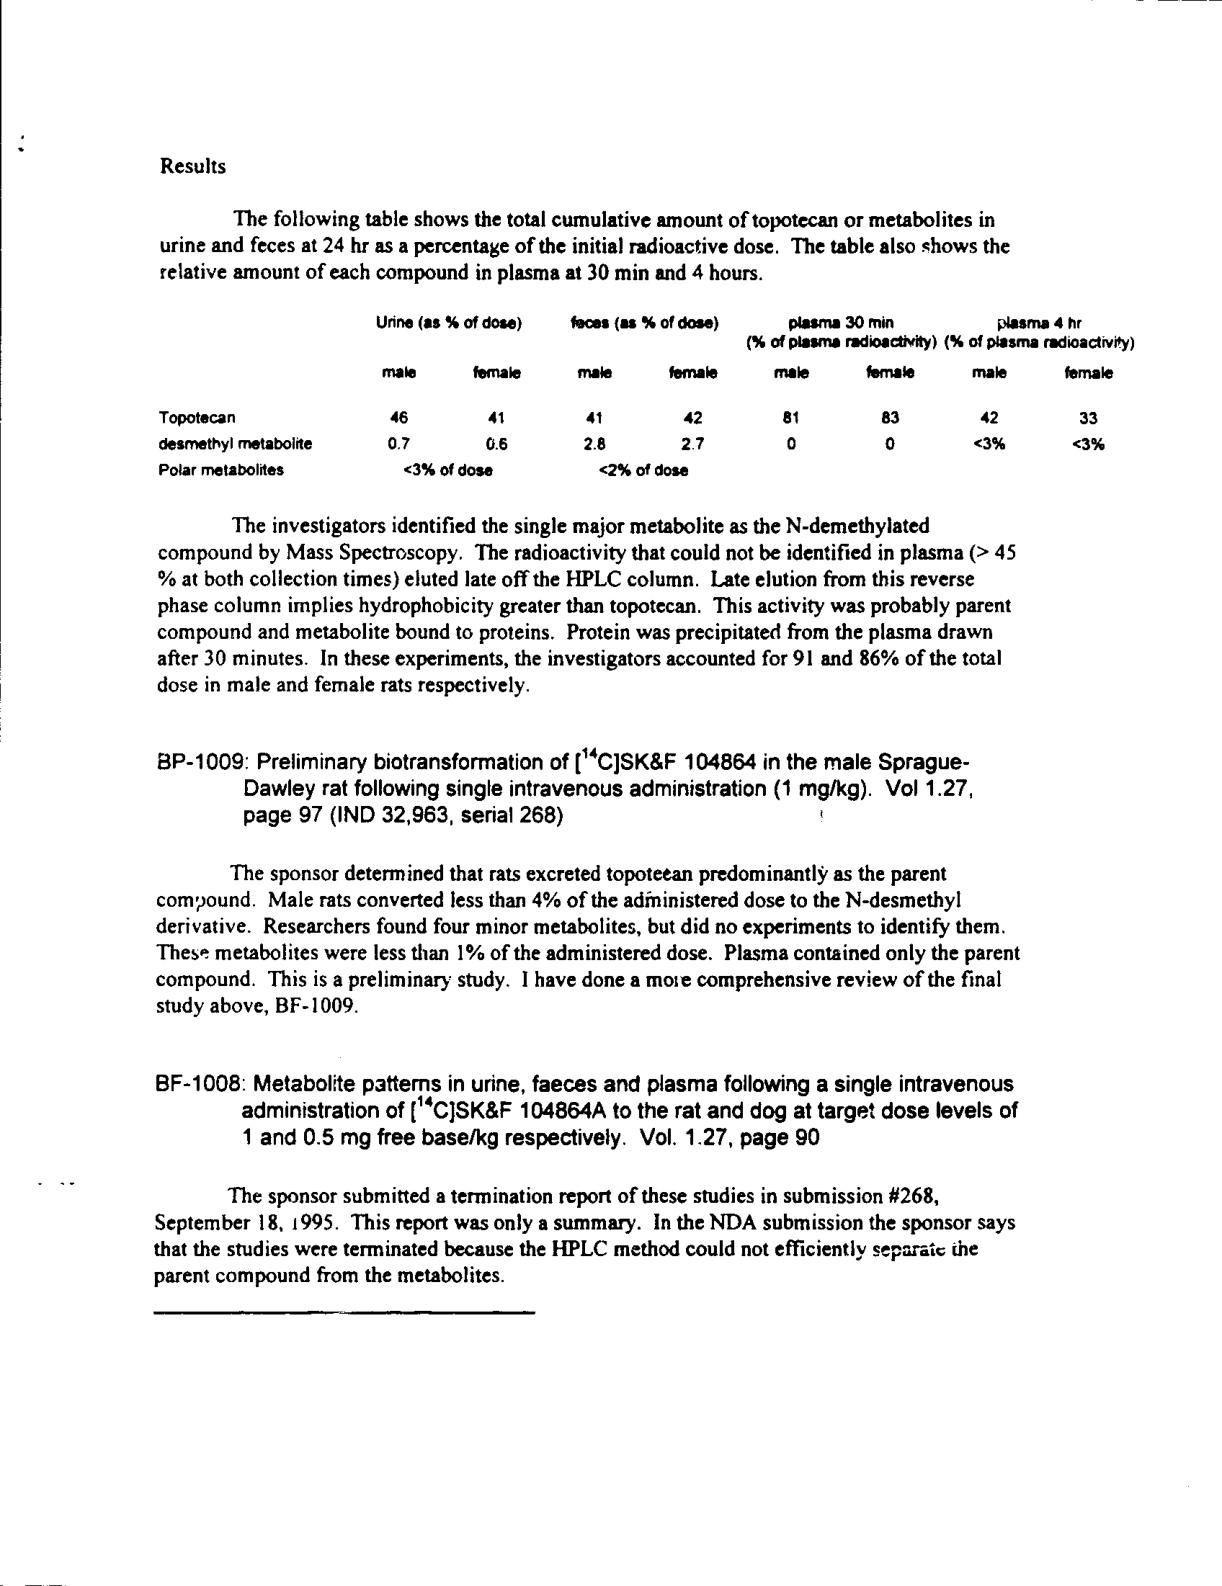 Results
The following table shows the total cumulative amount of topotecan or metabolites in
urine and feces at 24 hr as a percentage of the initial radioactive dose. The table also shows the
relative amount of each compound in plasma at 30 min and 4 hours.
Urine (as % of dose) feces (as % of dose) plasma 30 min plasma 4 hr
(% of plasma radioactivity) (% of plasma radioactivity)
male female male female male female male female
Topotecan 46 41 41 42 81 83 42 33
desmethyl metabolite 0.7 0.6 2.8 2.7 0 0 <3% <3%
Polar metabolites <3% of dose <2% of dose
The investigators identified the single major metabolite as the N-demethylated
compound by Mass Spectroscopy. The radioactivity that could not be identified in plasma (> 45
% at both collection times) eluted late off the HPLC column. Late elution from this reverse
phase column implies hydrophobicity greater than topotecan. This activity was probably parent
compound and metabolite bound to proteins. Protein was precipitated from the plasma drawn
after 30 minutes. In these experiments, the investigators accounted for 91 and 86% of the total
dose in male and female rats respectively.
BP-1009: Preliminary biotransformation of [¹⁴C]SK&F 104864 in the male Sprague-
Dawley rat following single intravenous administration (1 mg/kg). Vol 1.27,
page 97 (IND 32,963, serial 268)
The sponsor determined that rats excreted topotecan predominantly as the parent
compound. Male rats converted less than 4% of the administered dose to the N-desmethyl
derivative. Researchers found four minor metabolites, but did no experiments to identify them.
These metabolites were less than 1% of the administered dose. Plasma contained only the parent
compound. This is a preliminary study. I have done a more comprehensive review of the final
study above, BF-1009.
BF-1008: Metabolite patterns in urine, faeces and plasma following a single intravenous
administration of [¹⁴C]SK&F 104864A to the rat and dog at target dose levels of
1 and 0.5 mg free base/kg respectively. Vol. 1.27, page 90
The sponsor submitted a termination report of these studies in submission #268,
September 18, 1995. This report was only a summary. In the NDA submission the sponsor says
that the studies were terminated because the HPLC method could not efficiently separate the
parent compound from the metabolites.